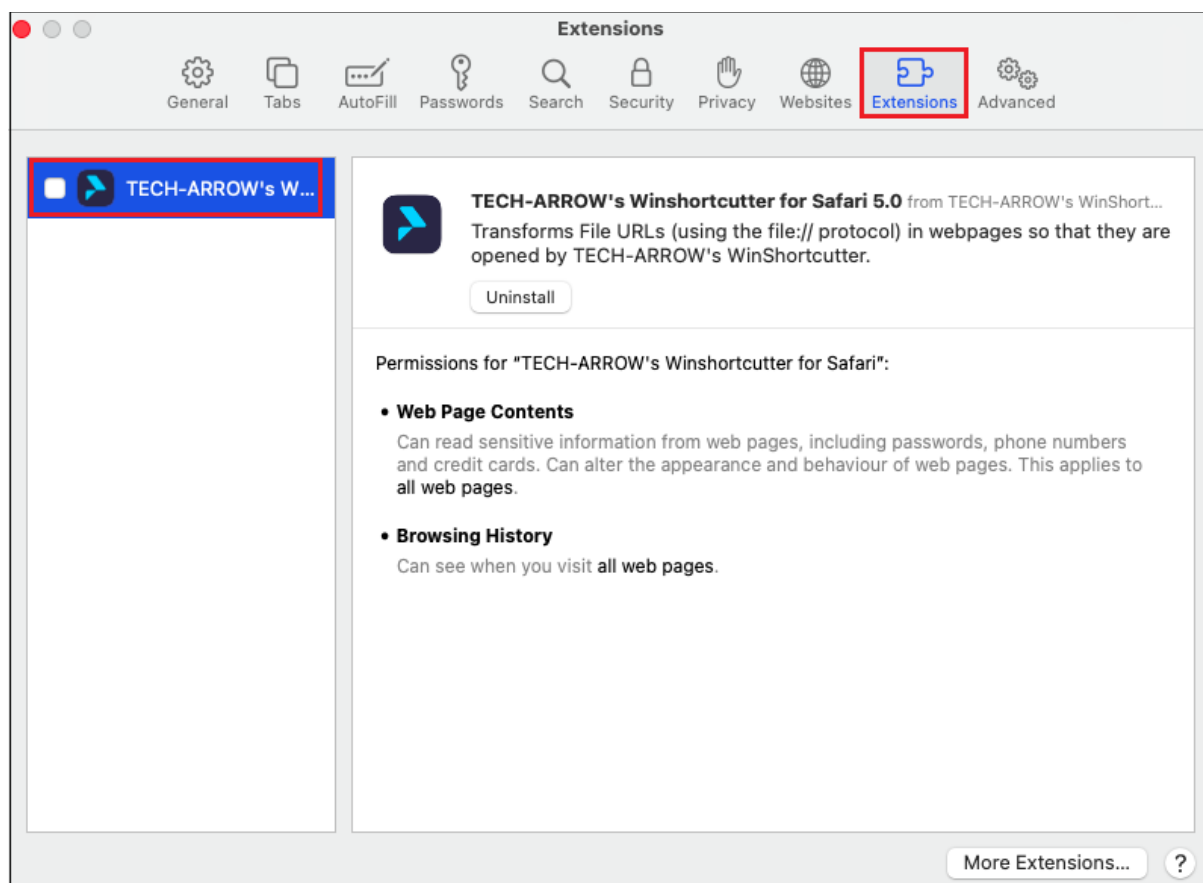 Extensions
General Tabs AutoFill Passwords Search Security Privacy Websites Extensions Advanced
TECH-ARROW's W...
TECH-ARROW's Winshortcutter for Safari 5.0 from TECH-ARROW's WinShort...
Transforms File URLs (using the file:// protocol) in webpages so that they are
opened by TECH-ARROW's WinShortcutter.
Uninstall
Permissions for "TECH-ARROW's Winshortcutter for Safari":
• Web Page Contents
Can read sensitive information from web pages, including passwords, phone numbers
and credit cards. Can alter the appearance and behaviour of web pages. This applies to
all web pages.
• Browsing History
Can see when you visit all web pages.
More Extensions... ?